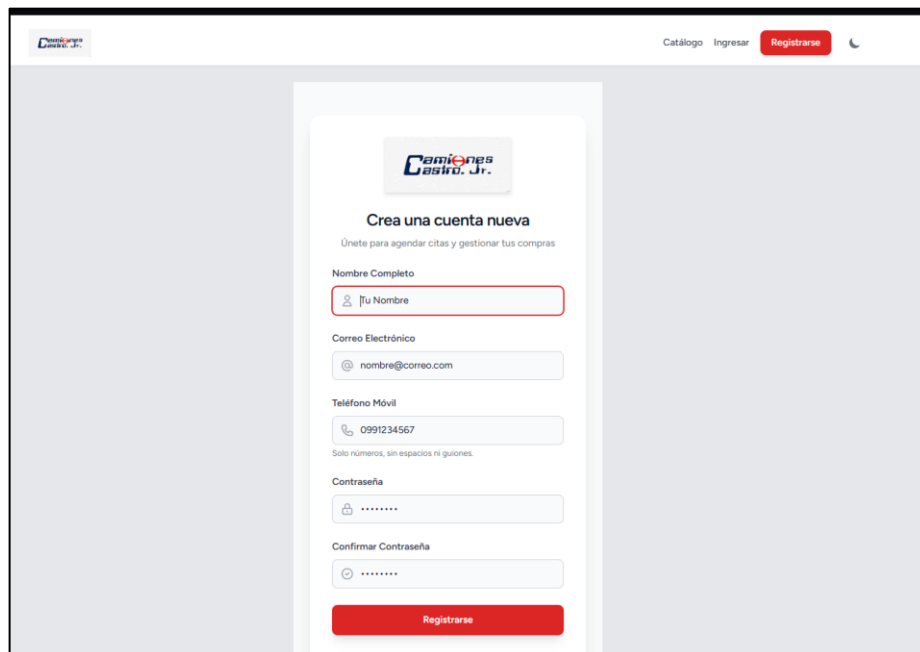 Camiones
Castro. Jr.
Catálogo Ingresar Registrarse
Camiones
Castro. Jr.
Crea una cuenta nueva
Únete para agendar citas y gestionar tus compras
Nombre Completo
Tu Nombre
Correo Electrónico
nombre@correo.com
Teléfono Móvil
0991234567
Solo números, sin espacios ni guiones.
Contraseña
••••••••
Confirmar Contraseña
••••••••
Registrarse